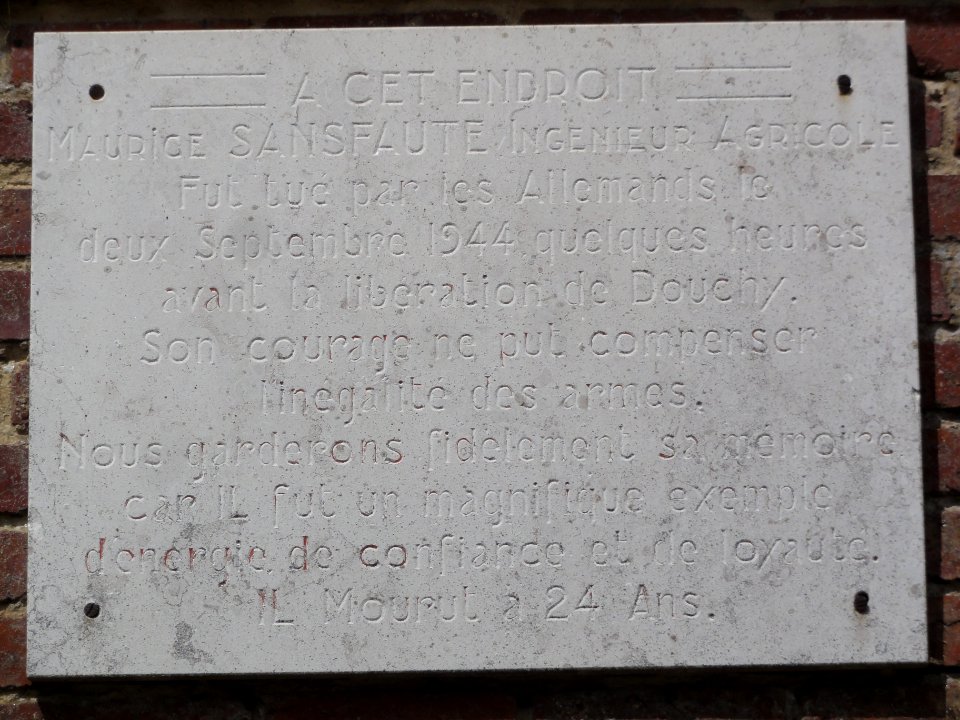 A CET ENDROIT
MAURICE SANSFAUTE INGENIEUR AGRICOLE
Fut tué par les Allemands le
deux Septembre 1944 quelques heures
avant la libération de Douchy.
Son courage ne put compenser
l'inégalité des armes.
Nous garderons fidèlement sa mémoire
car IL fut un magnifique exemple
d'énergie, de confiance et de loyauté.
IL Mourut à 24 Ans.